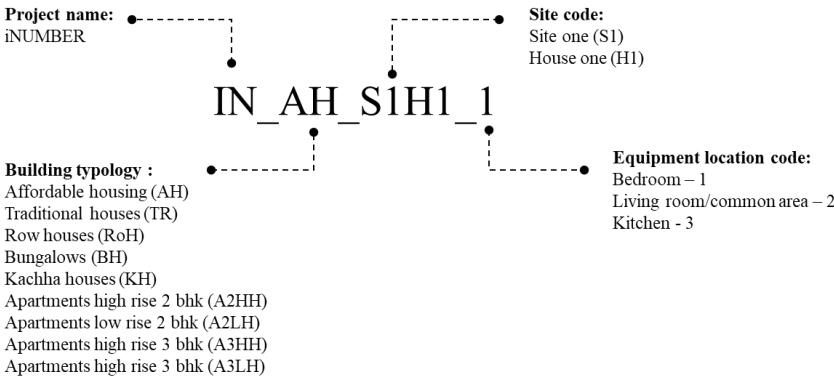 Project name:
iNUMBER
Site code:
Site one (S1)
House one (H1)
IN_AH_S1H1_1
Building typology :
Affordable housing (AH)
Traditional houses (TR)
Row houses (RoH)
Bungalows (BH)
Kachha houses (KH)
Apartments high rise 2 bhk (A2HH)
Apartments low rise 2 bhk (A2LH)
Apartments high rise 3 bhk (A3HH)
Apartments high rise 3 bhk (A3LH)
Equipment location code:
Bedroom – 1
Living room/common area – 2
Kitchen - 3